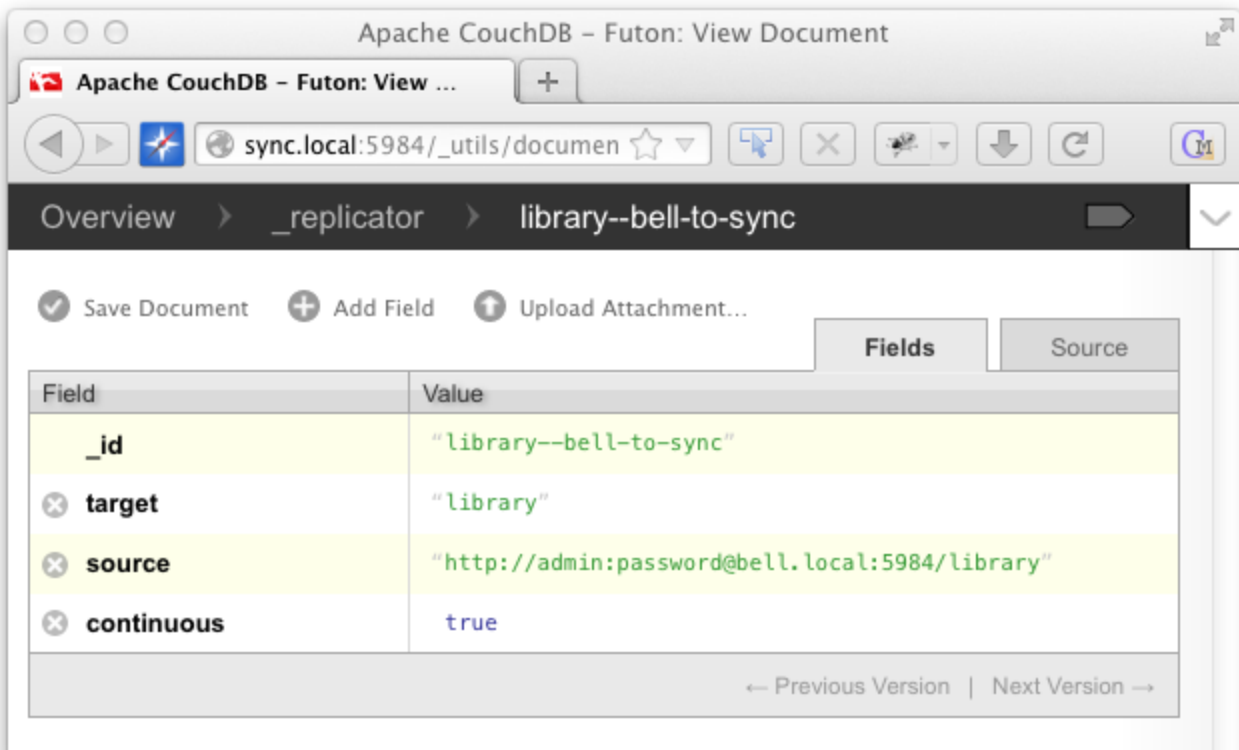 Apache CouchDB – Futon: View Document
Apache CouchDB – Futon: View ...
sync.local:5984/_utils/documen
Overview _replicator library--bell-to-sync
Save Document Add Field Upload Attachment...
Fields Source
Field Value
_id "library--bell-to-sync"
target "library"
source "http://admin:password@bell.local:5984/library"
continuous true
← Previous Version | Next Version →